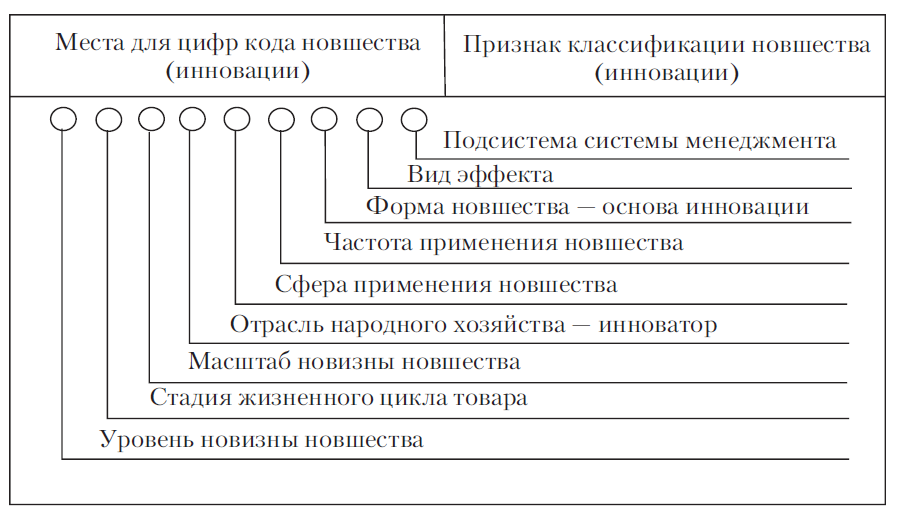 Места для цифр кода новшества
(инновации)
Признак классификации новшества
(инновации)
Подсистема системы менеджмента
Вид эффекта
Форма новшества — основа инновации
Частота применения новшества
Сфера применения новшества
Отрасль народного хозяйства — инноватор
Масштаб новизны новшества
Стадия жизненного цикла товара
Уровень новизны новшества